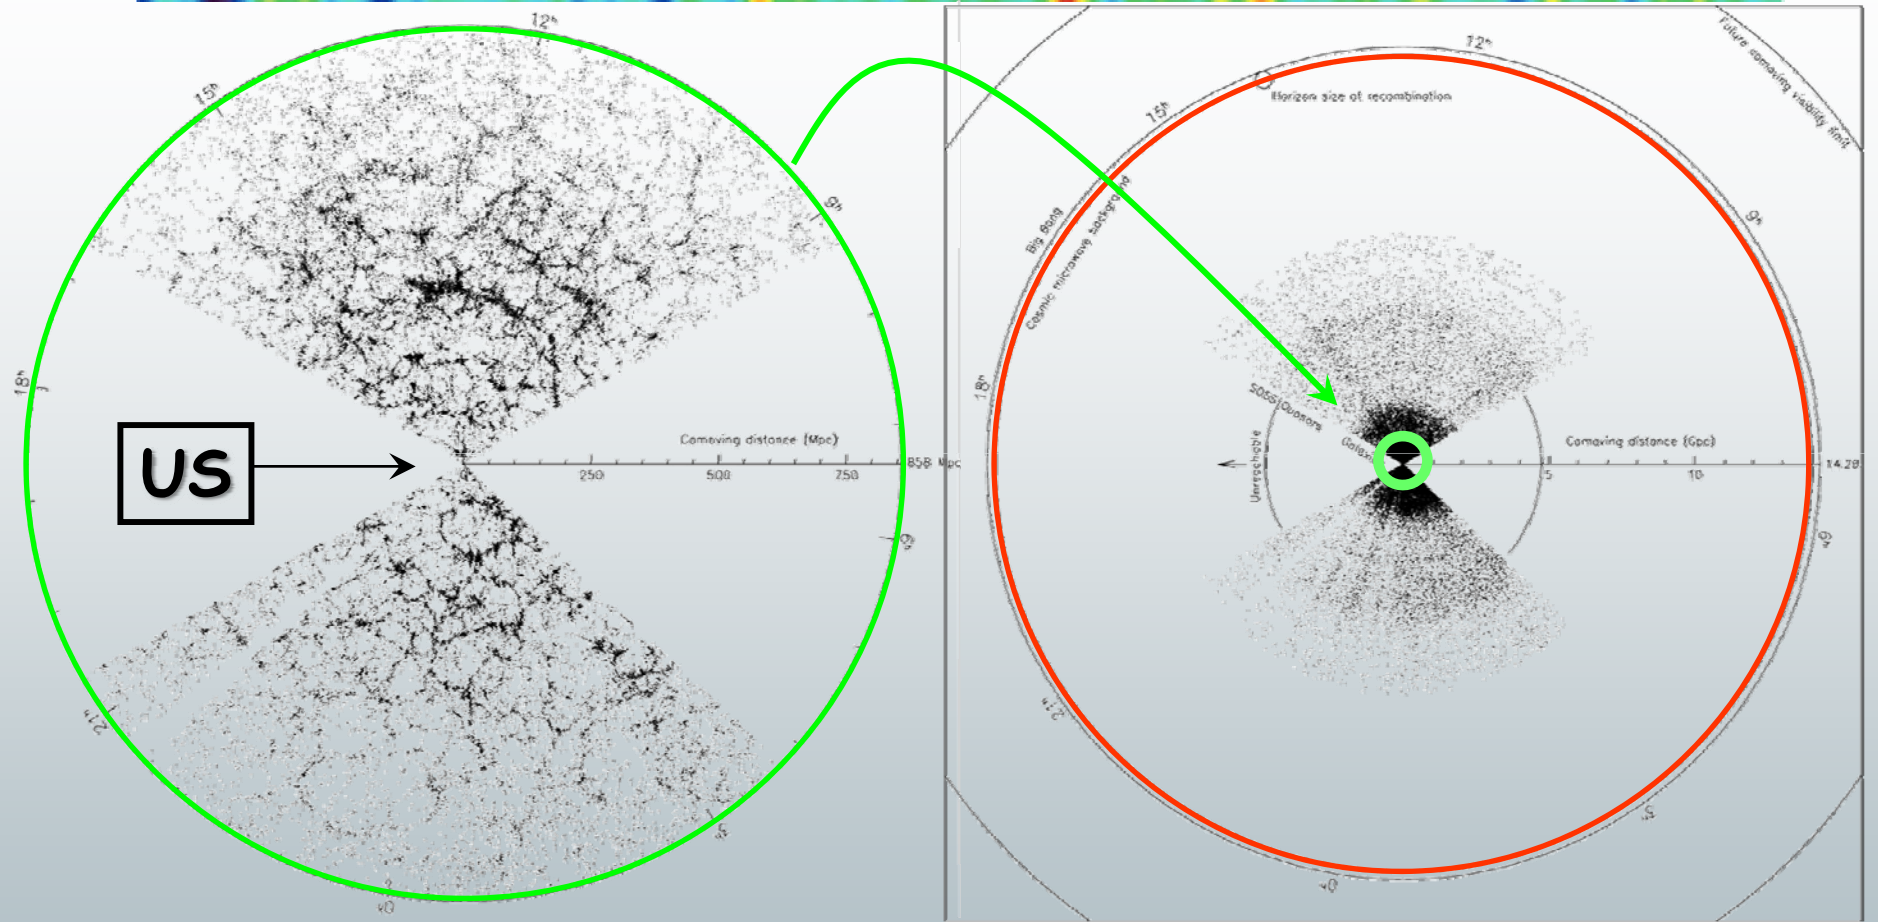 12h
15h
9h
18h
US
Comoving distance (Mpc)
250
500
750
858 Mpc
6h
21h
3h
0h
Future comoving visibility limit
12h
Horizon size at recombination
15h
9h
Big Bang
Cosmic microwave background
18h
SDSS Quasars
Unreachable
Comoving distance (Gpc)
5
10
14.28
6h
21h
3h
0h